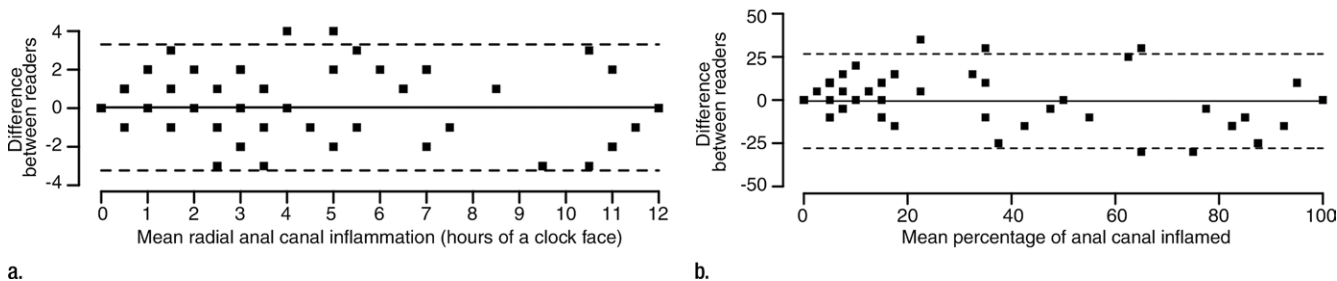 Difference
between readers
4
2
0
-2
-4
0 1 2 3 4 5 6 7 8 9 10 11 12
Mean radial anal canal inflammation (hours of a clock face)
a.
Difference
between readers
50
25
0
-25
-50
0 20 40 60 80 100
Mean percentage of anal canal inflamed
b.